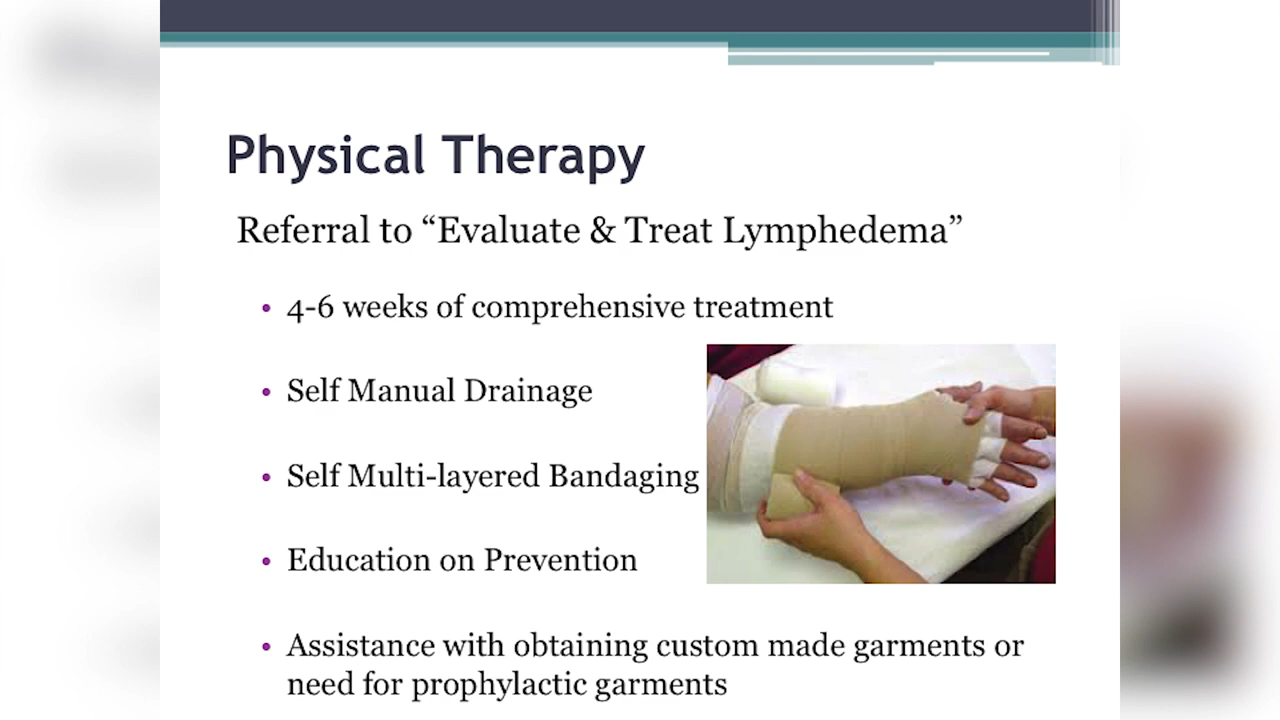 Physical Therapy
Referral to “Evaluate & Treat Lymphedema”
• 4-6 weeks of comprehensive treatment
• Self Manual Drainage
• Self Multi-layered Bandaging
• Education on Prevention
• Assistance with obtaining custom made garments or
need for prophylactic garments